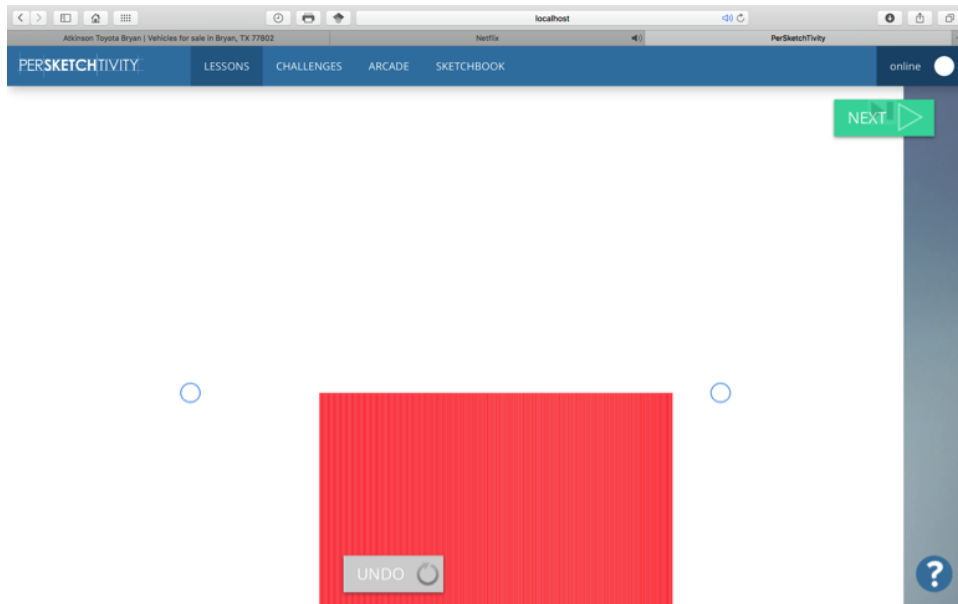 localhost
Atkinson Toyota Bryan | Vehicles for sale in Bryan, TX 77802
Netflix
PerSketchTivity
PERSKETCHTIVITY
LESSONS
CHALLENGES
ARCADE
SKETCHBOOK
online
NEXT
UNDO
?